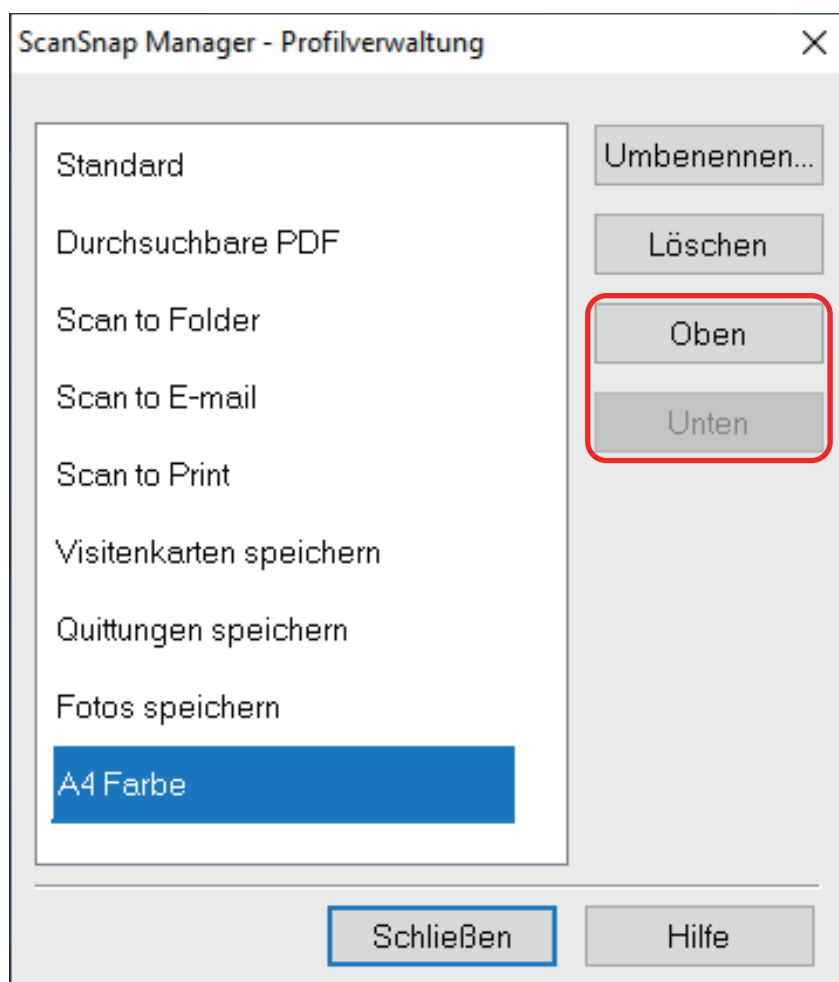 ScanSnap Manager - Profilverwaltung
Standard
Durchsuchbare PDF
Scan to Folder
Scan to E-mail
Scan to Print
Visitenkarten speichern
Quittungen speichern
Fotos speichern
A4 Farbe
Umbenennen...
Löschen
Oben
Unten
Schließen
Hilfe